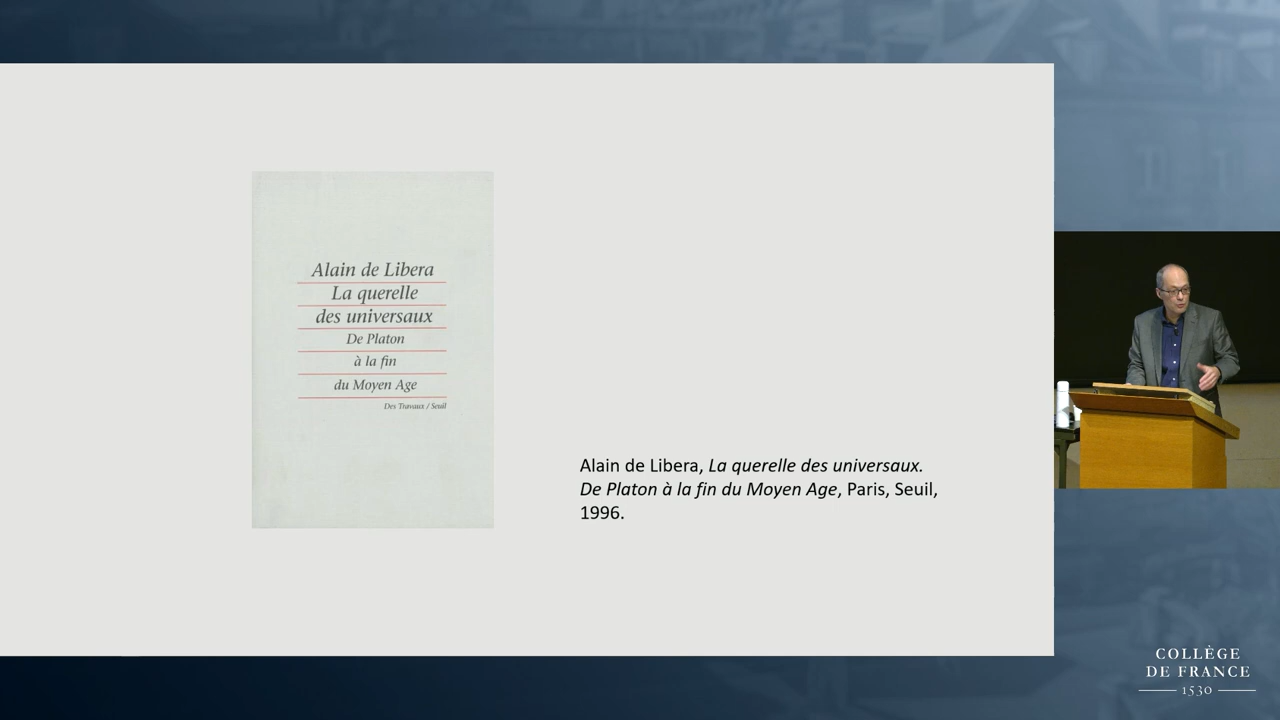 Alain de Libera
La querelle
des universaux
De Platon
à la fin
du Moyen Age
Des Travaux / Seuil
Alain de Libera, La querelle des universaux.
De Platon à la fin du Moyen Age, Paris, Seuil,
1996.
COLLÈGE
DE FRANCE
1530